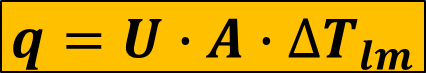 q = U · A · ΔT_lm